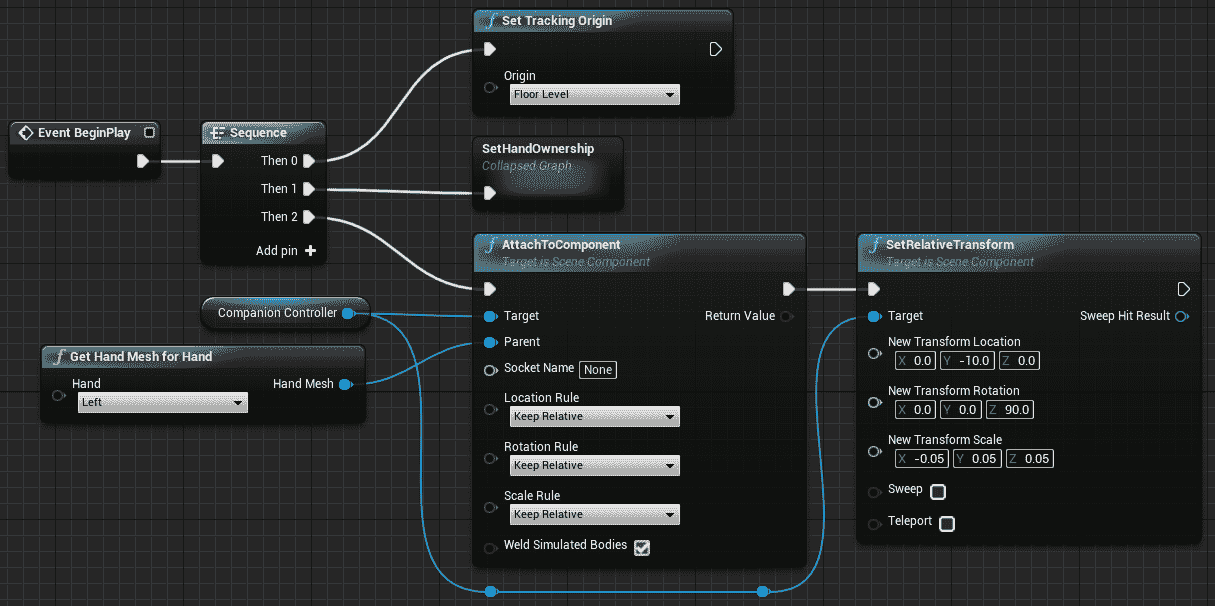 Set Tracking Origin
Origin
Floor Level
Event BeginPlay
Sequence
Then 0
Then 1
Then 2
Add pin
SetHandOwnership
Collapsed Graph
AttachToComponent
Target is Scene Component
Target
Return Value
Parent
Socket Name None
Location Rule
Keep Relative
Rotation Rule
Keep Relative
Scale Rule
Keep Relative
Weld Simulated Bodies
Companion Controller
Get Hand Mesh for Hand
Hand
Hand Mesh
Left
SetRelativeTransform
Target is Scene Component
Target
Sweep Hit Result
New Transform Location
X 0.0 Y -10.0 Z 0.0
New Transform Rotation
X 0.0 Y 0.0 Z 90.0
New Transform Scale
X -0.05 Y 0.05 Z 0.05
Sweep
Teleport